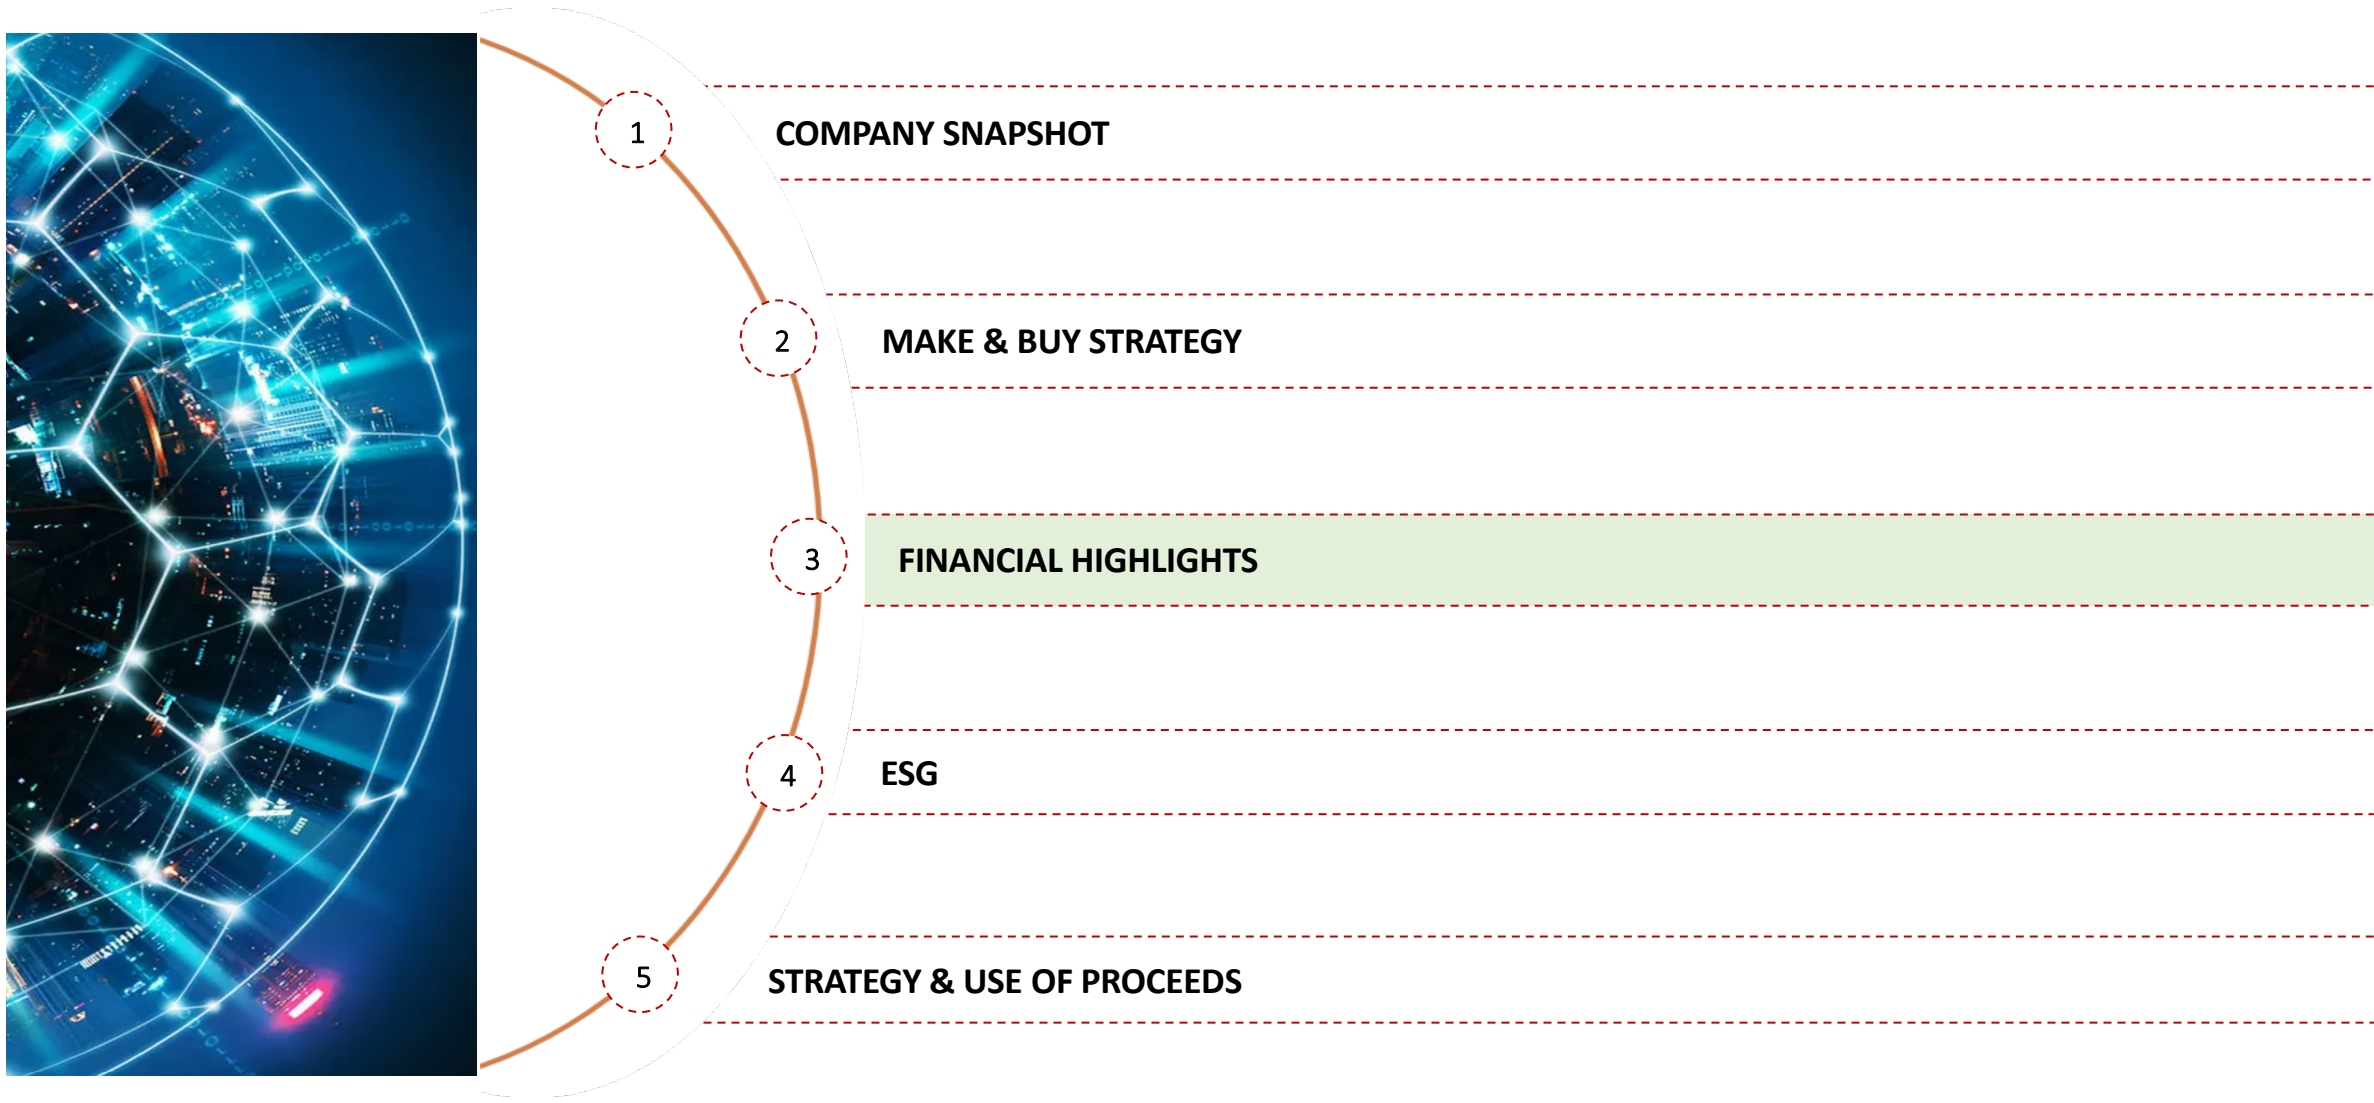 1
COMPANY SNAPSHOT
2
MAKE & BUY STRATEGY
3
FINANCIAL HIGHLIGHTS
4
ESG
5
STRATEGY & USE OF PROCEEDS